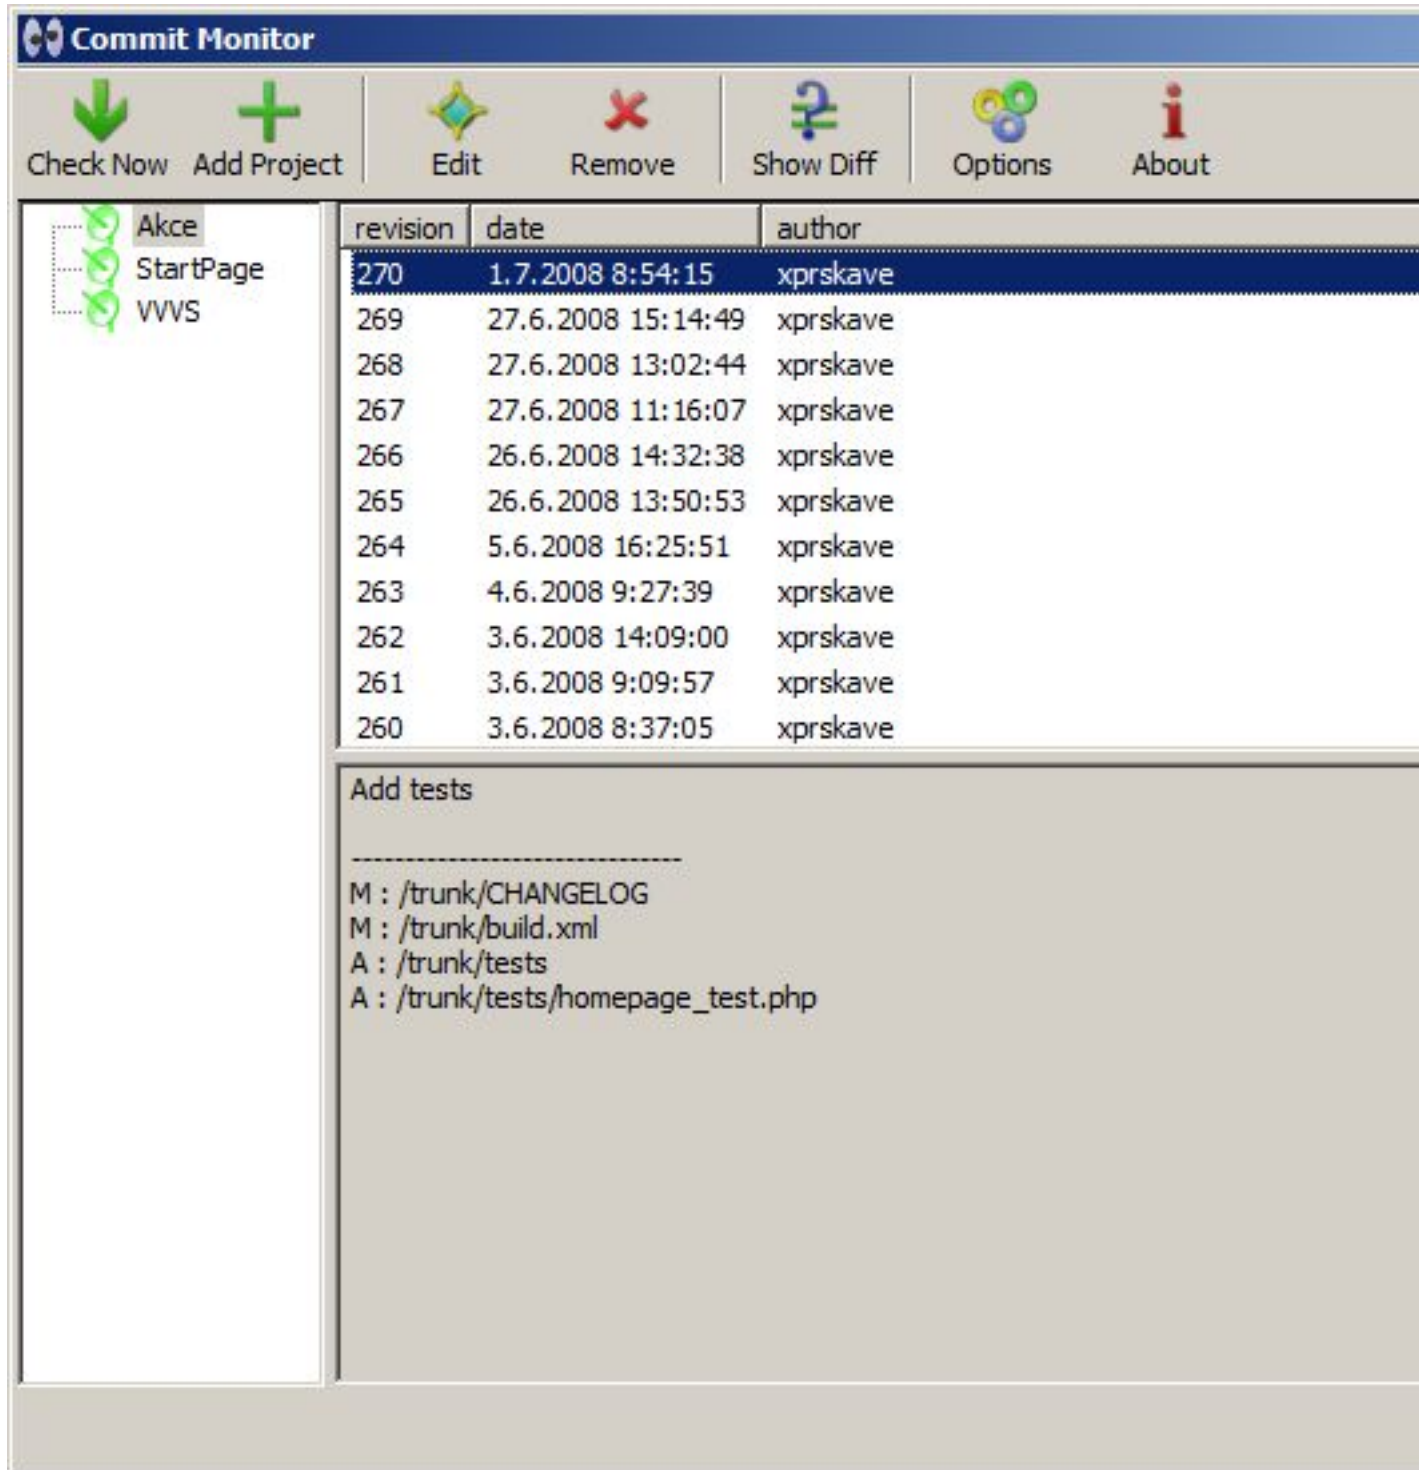 Commit Monitor
Check Now Add Project Edit Remove Show Diff Options About
Akce
StartPage
VVVS
revision date author
270 1.7.2008 8:54:15 xprskave
269 27.6.2008 15:14:49 xprskave
268 27.6.2008 13:02:44 xprskave
267 27.6.2008 11:16:07 xprskave
266 26.6.2008 14:32:38 xprskave
265 26.6.2008 13:50:53 xprskave
264 5.6.2008 16:25:51 xprskave
263 4.6.2008 9:27:39 xprskave
262 3.6.2008 14:09:00 xprskave
261 3.6.2008 9:09:57 xprskave
260 3.6.2008 8:37:05 xprskave
Add tests
------------------------------
M : /trunk/CHANGELOG
M : /trunk/build.xml
A : /trunk/tests
A : /trunk/tests/homepage_test.php